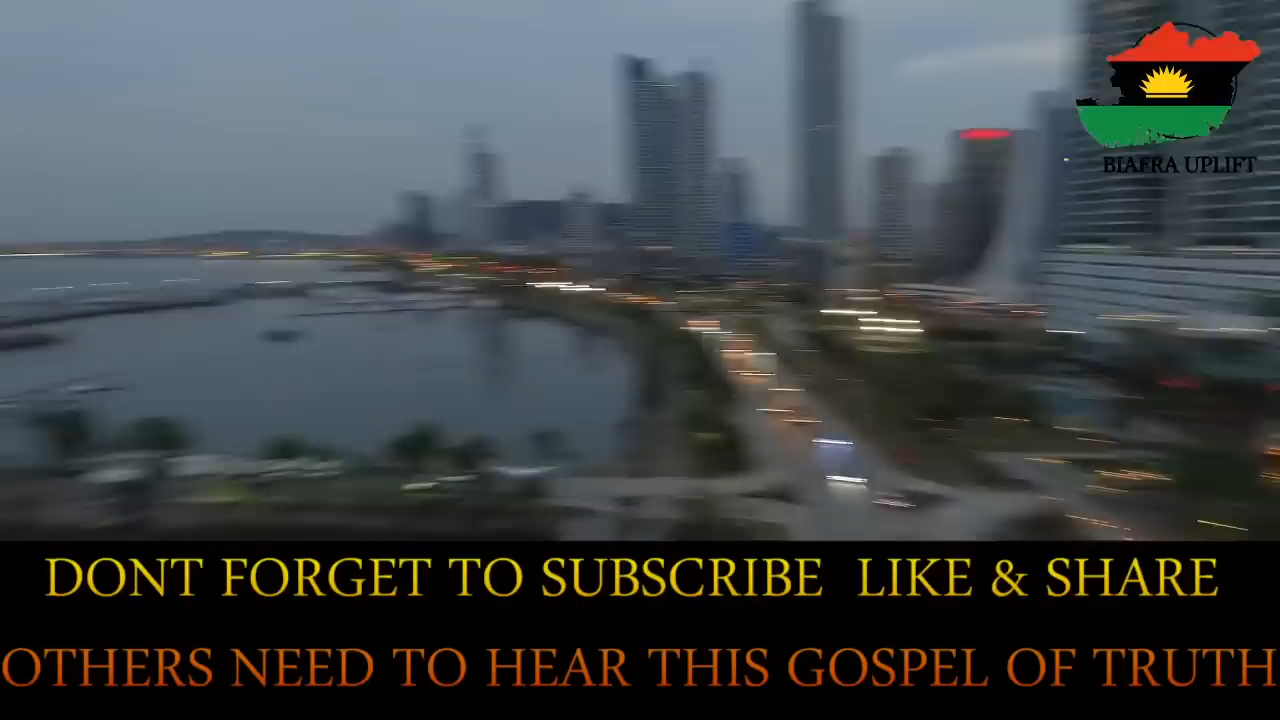 BIAFRA UPLIFT
DONT FORGET TO SUBSCRIBE LIKE & SHARE
OTHERS NEED TO HEAR THIS GOSPEL OF TRUTH